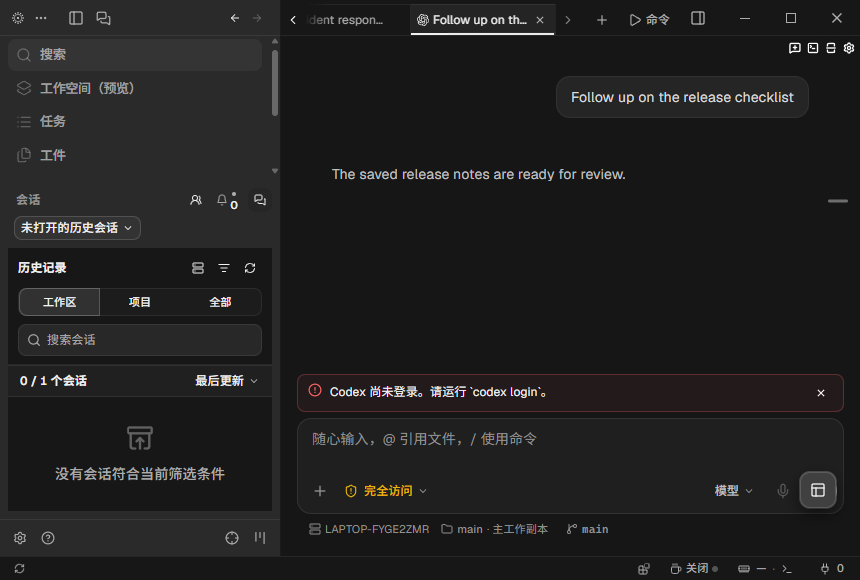 dent respon...
Follow up on th...
命令
搜索
工作空间（预览）
任务
工件
会话
0
未打开的历史会话
历史记录
工作区
项目
全部
搜索会话
0 / 1 个会话
最后更新
没有会话符合当前筛选条件
Follow up on the release checklist
The saved release notes are ready for review.
Codex 尚未登录。请运行 `codex login`。
随心输入，@ 引用文件，/ 使用命令
完全访问
模型
LAPTOP-FYGE2ZMR
main · 主工作副本
main
关闭
0